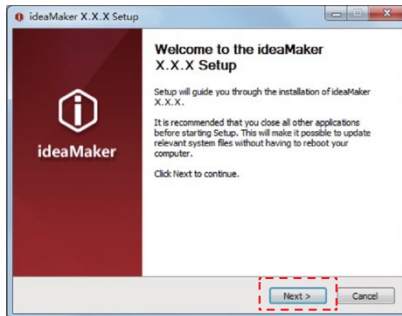 ideaMaker X.X.X Setup
Welcome to the ideaMaker
X.X.X Setup
Setup will guide you through the installation of ideaMaker
X.X.X.
It is recommended that you close all other applications
before starting Setup. This will make it possible to update
relevant system files without having to reboot your
computer.
Click Next to continue.
ideaMaker
Next >
Cancel